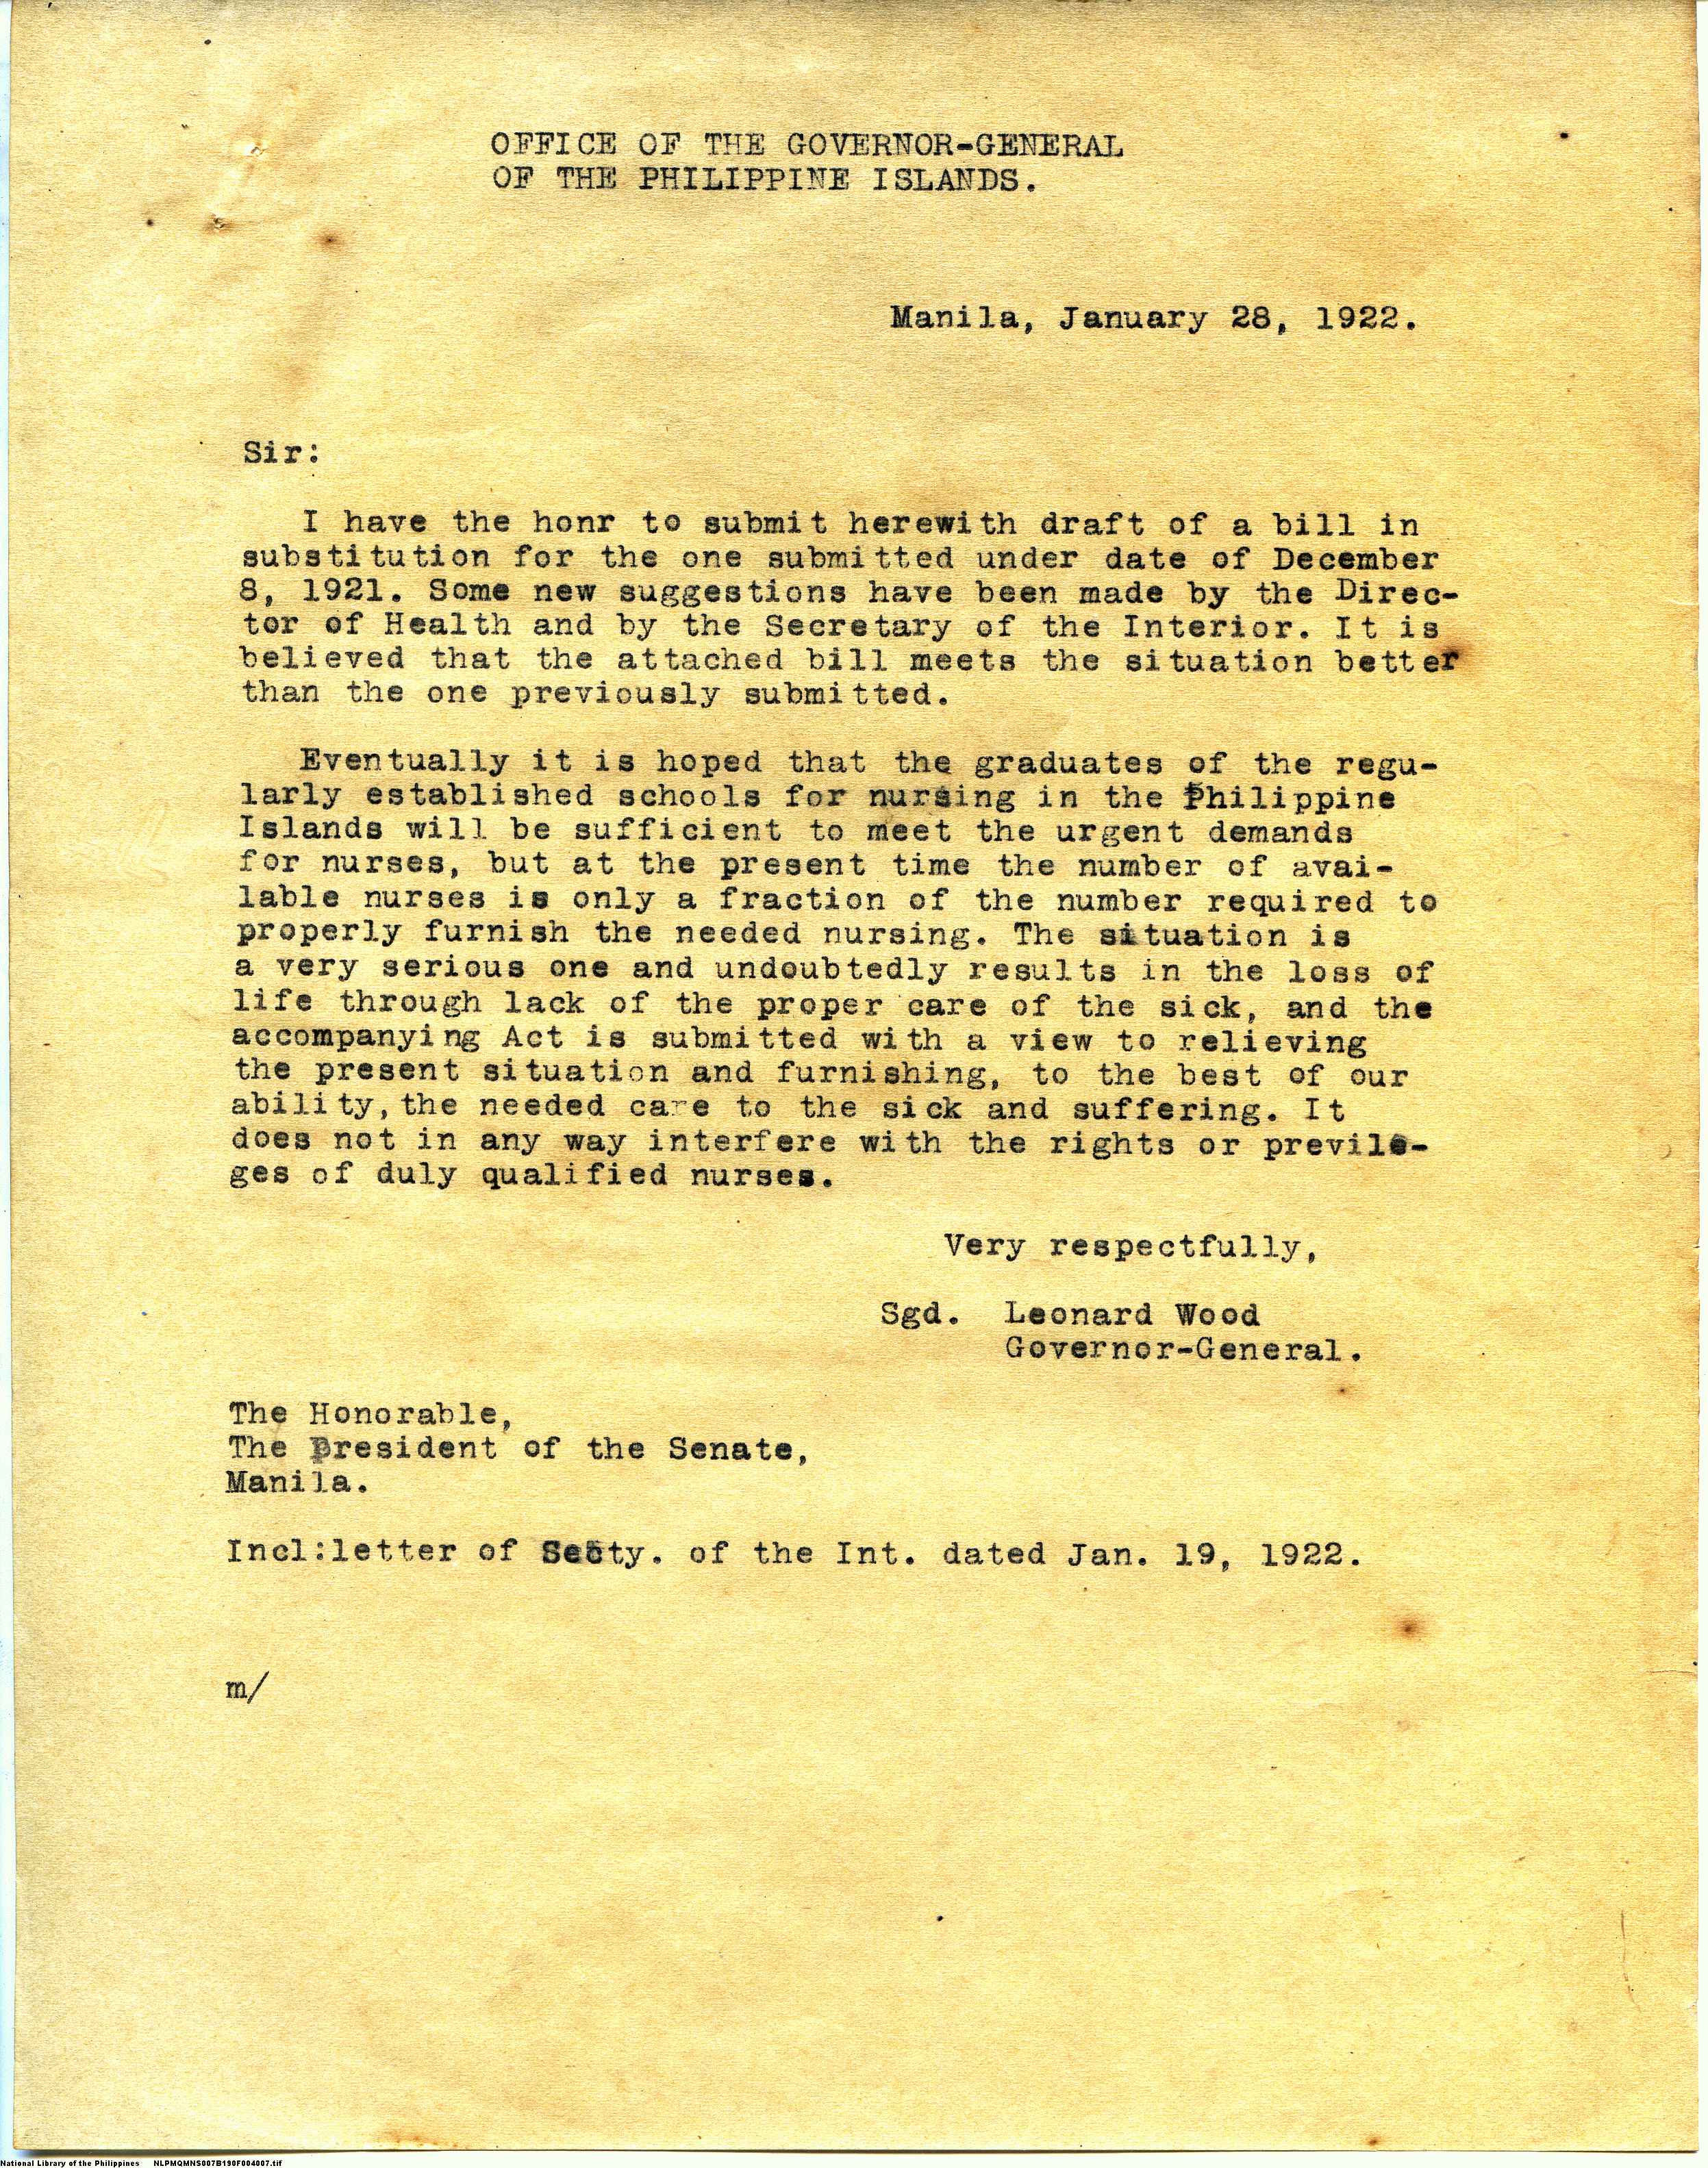 OFFICE OF THE GOVERNOR-GENERAL
OF THE PHILIPPINE ISLANDS.
Manila, January 28, 1922.
Sir:
I have the honr to submit herewith draft of a bill in
substitution for the one submitted under date of December
8, 1921. Some new suggestions have been made by the Direc-
tor of Health and by the Secretary of the Interior. It is
believed that the attached bill meets the situation better
than the one previously submitted.
Eventually it is hoped that the graduates of the regu-
larly established schools for nursing in the Philippine
Islands will be sufficient to meet the urgent demands
for nurses, but at the present time the number of avai-
lable nurses is only a fraction of the number required to
properly furnish the needed nursing. The situation is
a very serious one and undoubtedly results in the loss of
life through lack of the proper care of the sick, and the
accompanying Act is submitted with a view to relieving
the present situation and furnishing, to the best of our
ability, the needed care to the sick and suffering. It
does not in any way interfere with the rights or previle-
ges of duly qualified nurses.
Very respectfully,
Sgd. Leonard Wood
Governor-General.
The Honorable,
The President of the Senate,
Manila.
Incl:letter of Secty. of the Int. dated Jan. 19, 1922.
m/
National Library of the Philippines NLPMQMNS007B190F004007.tif